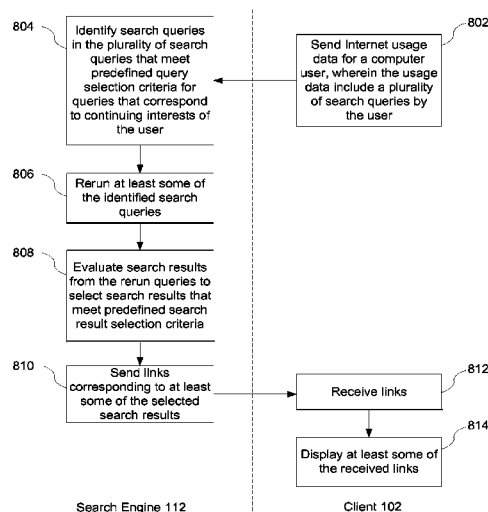 804
Identify search queries
in the plurality of search
queries that meet
predefined query
selection criteria for
queries that correspond
to continuing interests
of the user
802
Send Internet usage
data for a computer
user, wherein the usage
data include a plurality
of search queries by
the user
806
Rerun at least some of
the identified search
queries
808
Evaluate search results
from the rerun queries to
select search results that
meet predefined search
result selection criteria
810
Send links
corresponding to at least
some of the selected
search results
812
Receive links
814
Display at least some
of the received links
Search Engine 112
Client 102